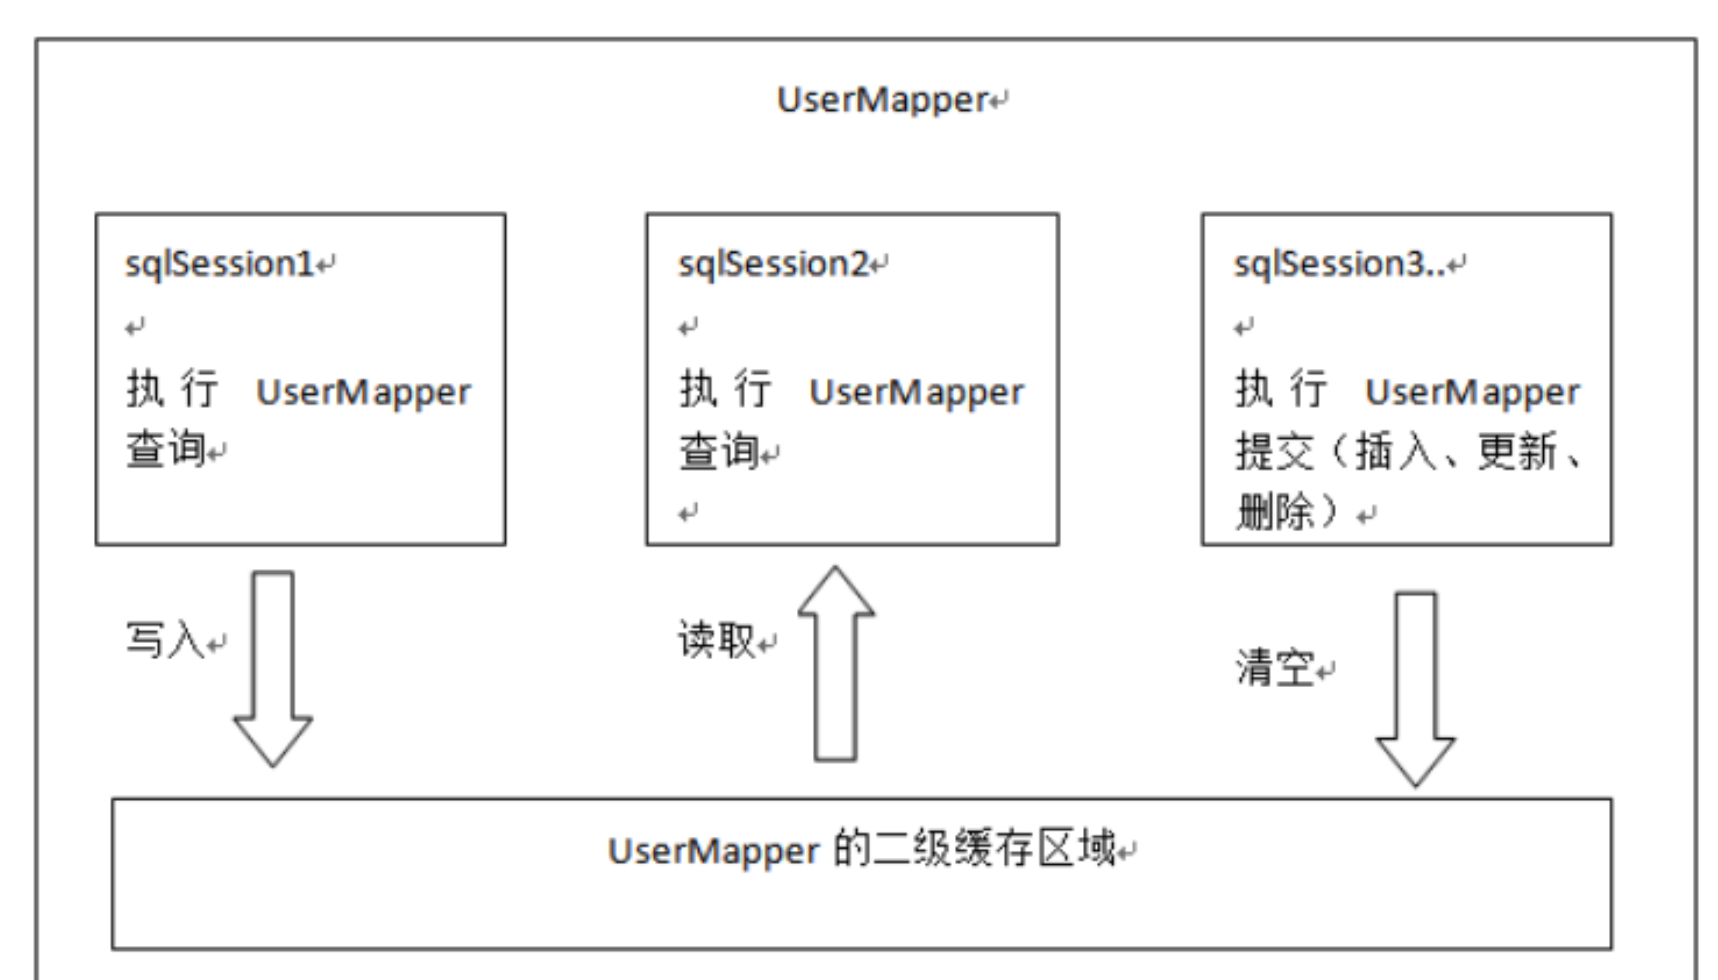 UserMapper
sqlSession1
执行 UserMapper
查询
sqlSession2
执行 UserMapper
查询
sqlSession3..
执行 UserMapper
提交（插入、更新、
删除）
写入
读取
清空
UserMapper 的二级缓存区域